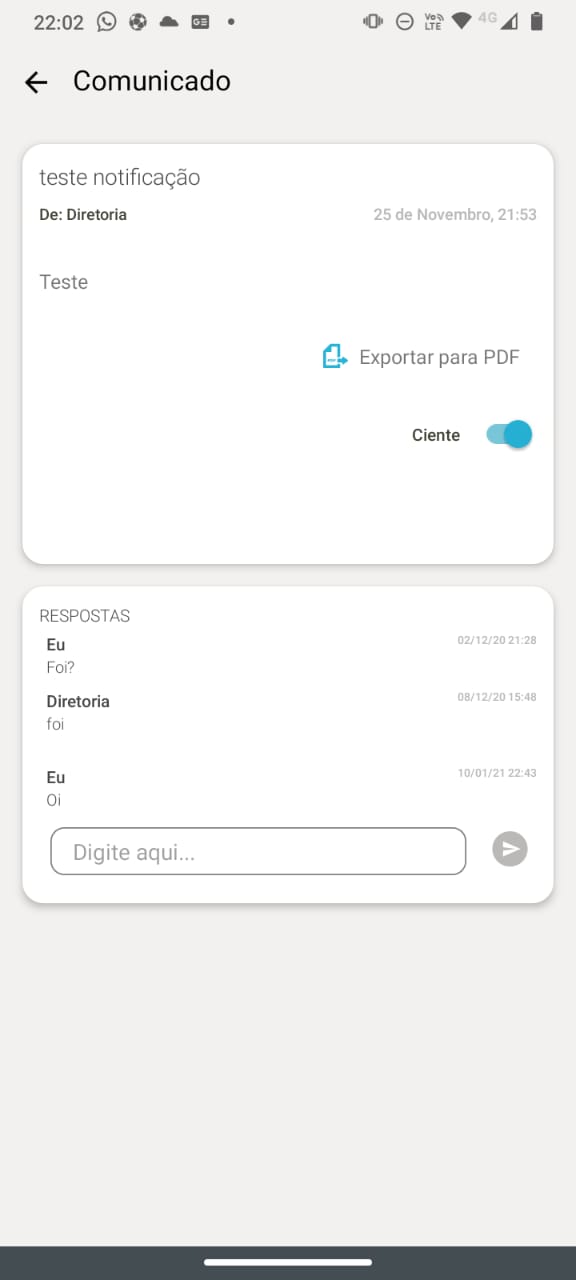 22:02 GE VoD LTE 4G
Comunicado
teste notificação
De: Diretoria 25 de Novembro, 21:53
Teste
Exportar para PDF
Ciente
RESPOSTAS
Eu 02/12/20 21:28
Foi?
Diretoria 08/12/20 15:48
foi
Eu 10/01/21 22:43
Oi
Digite aqui...